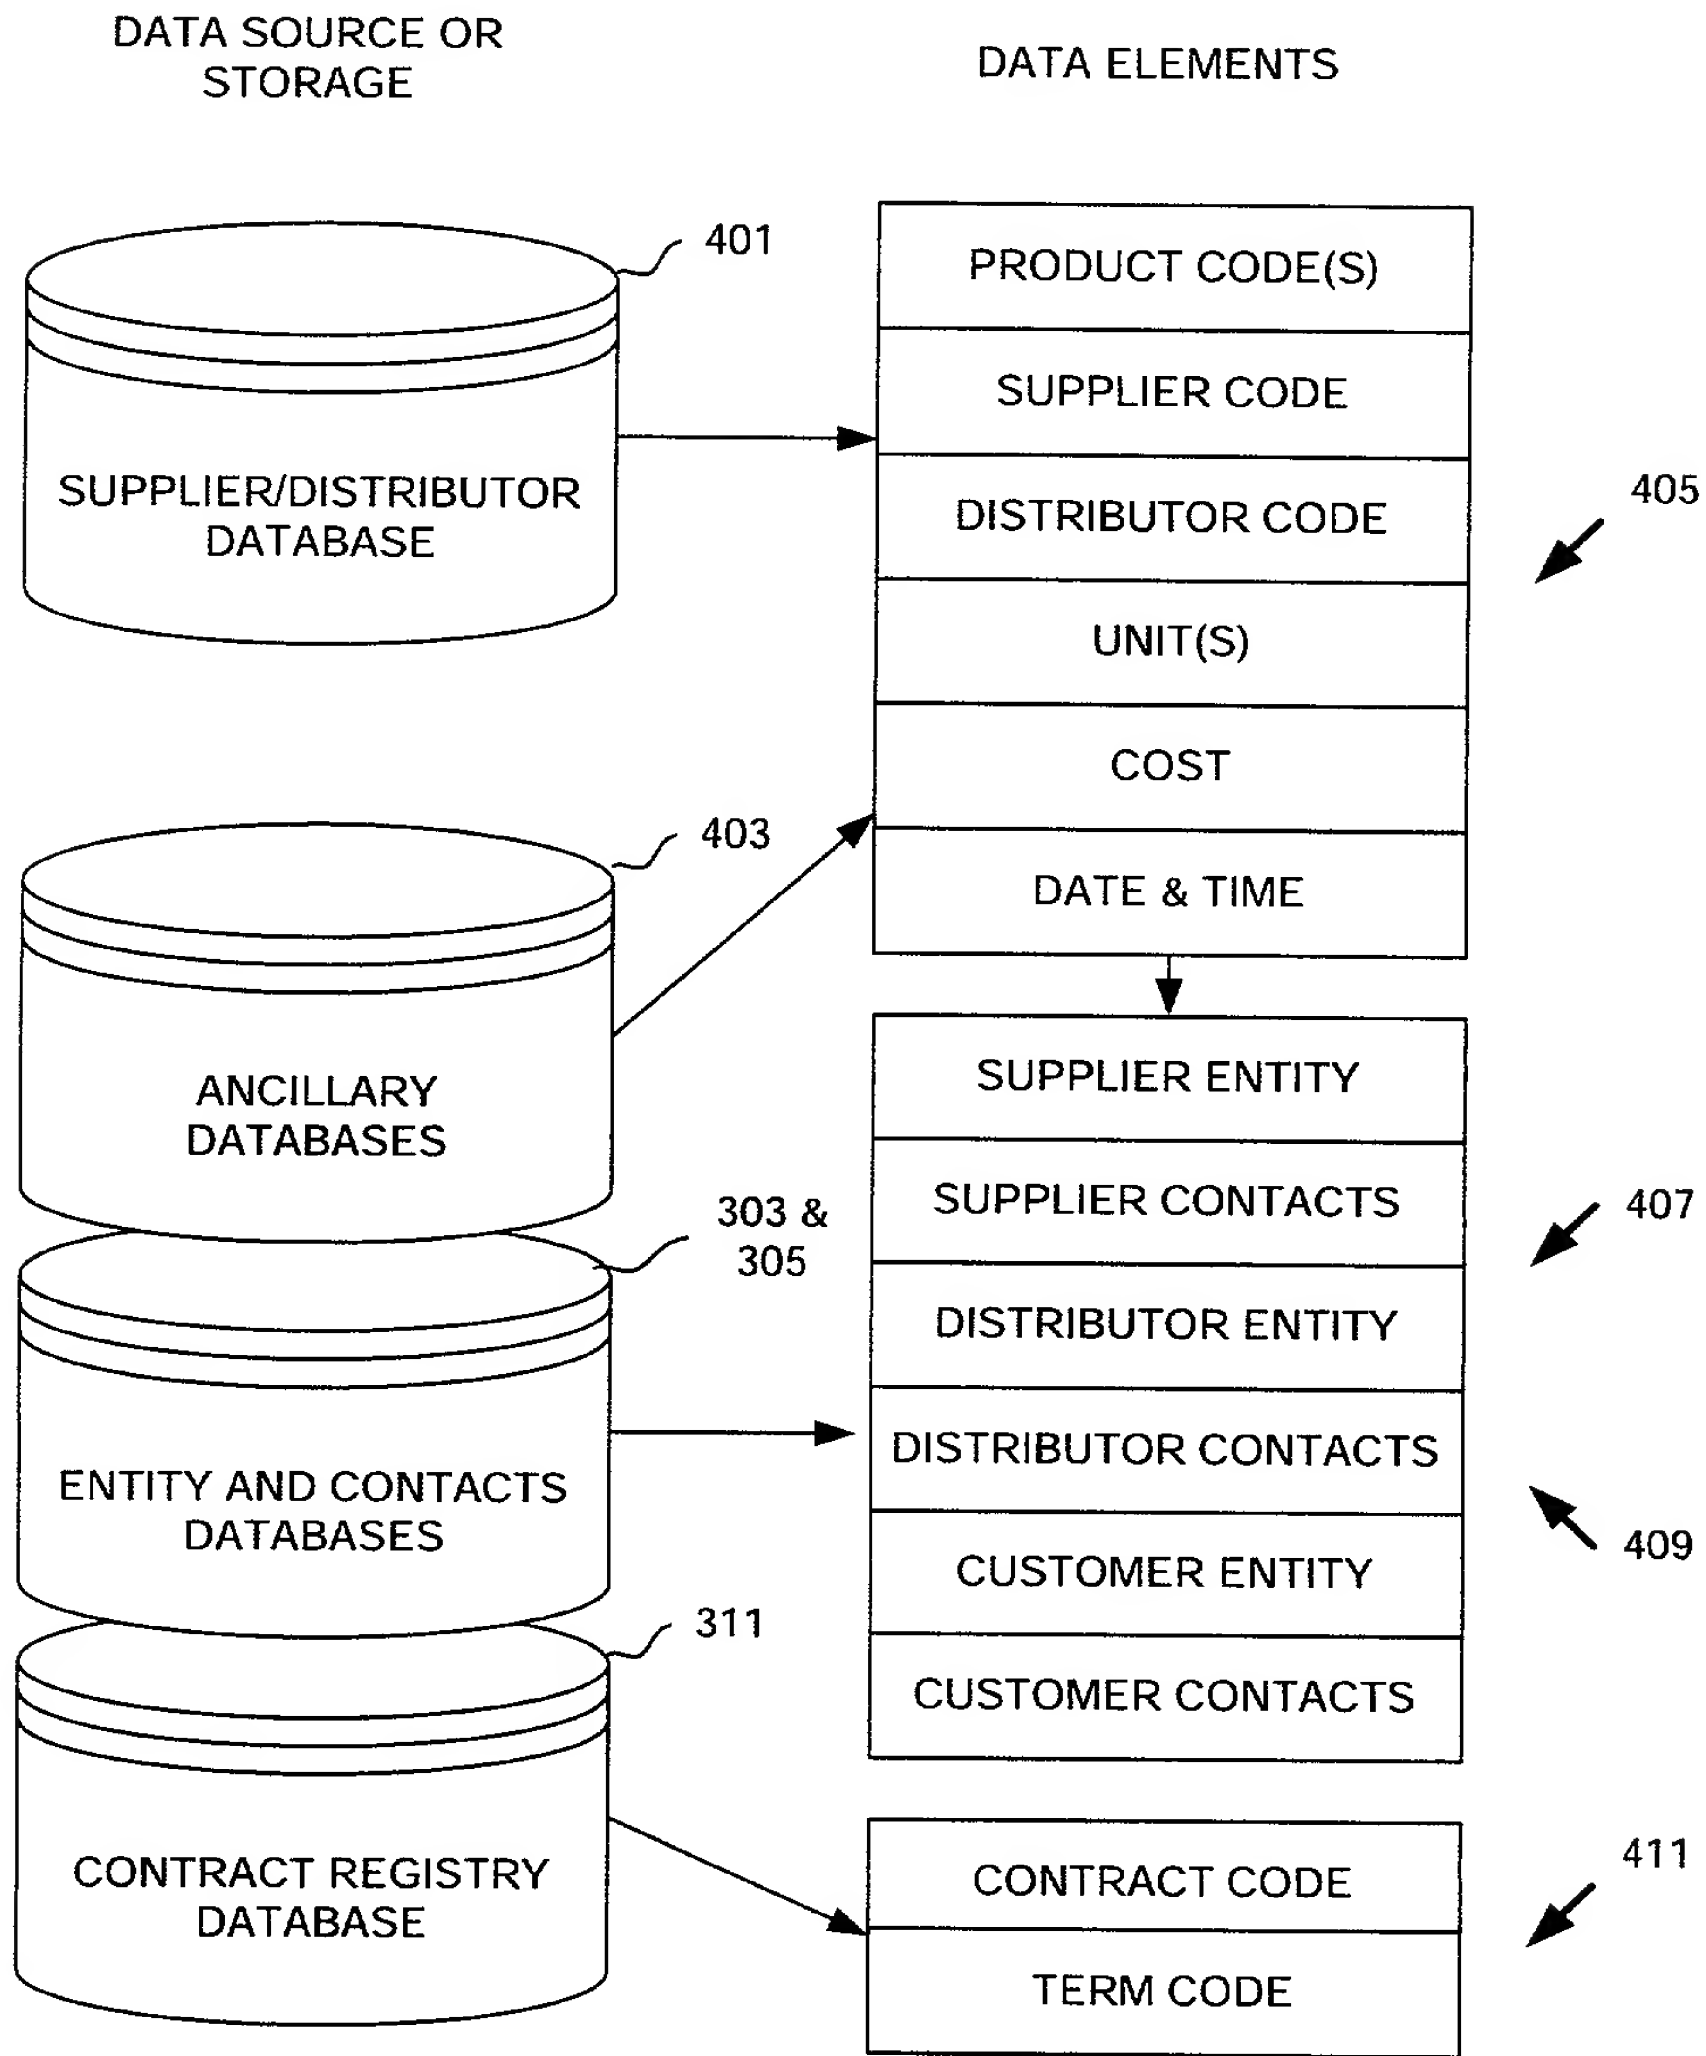 DATA SOURCE OR
STORAGE
DATA ELEMENTS
401
SUPPLIER/DISTRIBUTOR
DATABASE
PRODUCT CODE(S)
SUPPLIER CODE
DISTRIBUTOR CODE
UNIT(S)
COST
DATE & TIME
405
403
ANCILLARY
DATABASES
303 &
305
ENTITY AND CONTACTS
DATABASES
SUPPLIER ENTITY
SUPPLIER CONTACTS
DISTRIBUTOR ENTITY
DISTRIBUTOR CONTACTS
CUSTOMER ENTITY
CUSTOMER CONTACTS
407
409
311
CONTRACT REGISTRY
DATABASE
CONTRACT CODE
TERM CODE
411